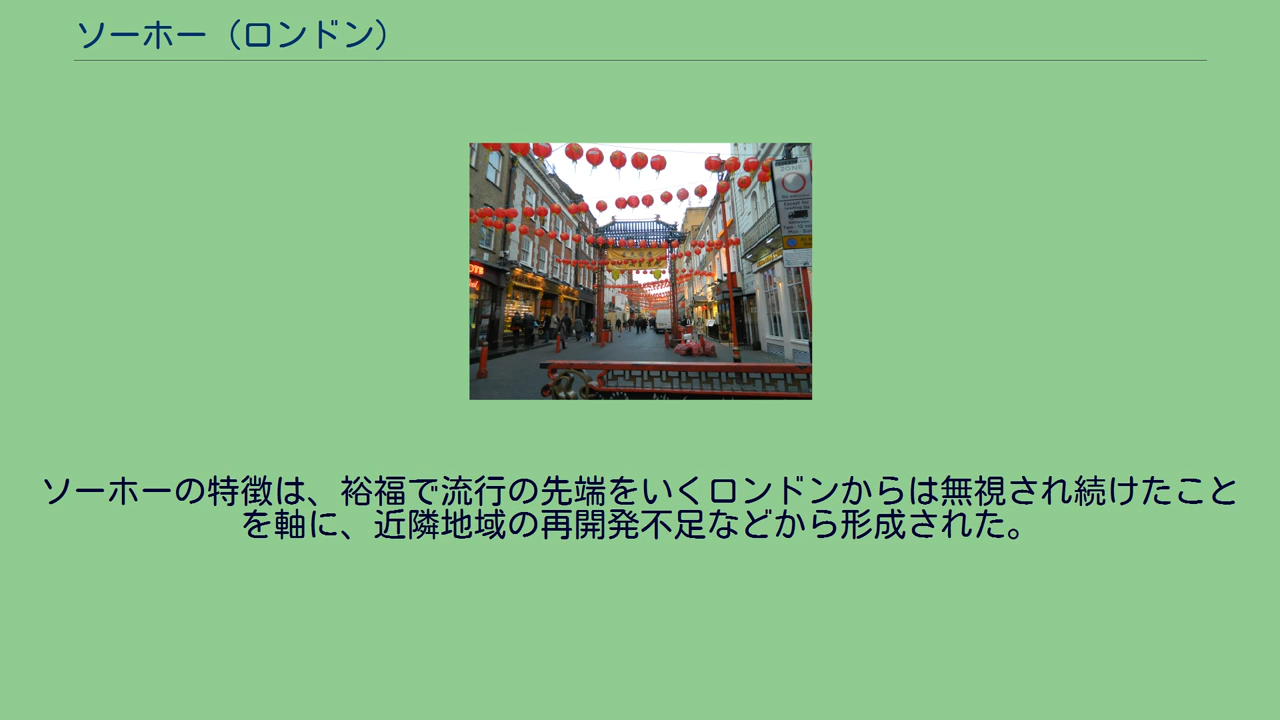 ソーホー（ロンドン）
ZONE
ソーホーの特徴は、裕福で流行の先端をいくロンドンからは無視され続けたこと
を軸に、近隣地域の再開発不足などから形成された。